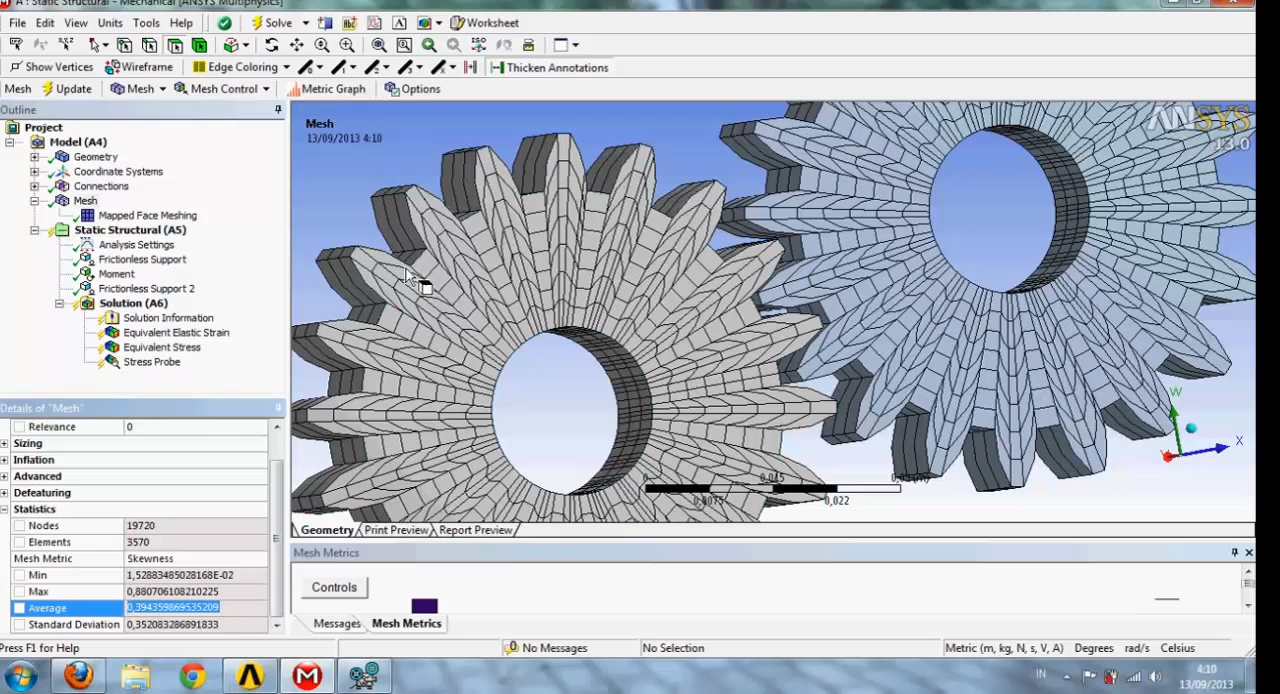 A : Static Structural - Mechanical [ANSYS Multiphysics]
File Edit View Units Tools Help Solve Worksheet
ISO
Show Vertices Wireframe Edge Coloring Thicken Annotations
Mesh Update Mesh Mesh Control Metric Graph Options
Outline
Project
Model (A4)
Geometry
Coordinate Systems
Connections
Mesh
Mapped Face Meshing
Static Structural (A5)
Analysis Settings
Frictionless Support
Moment
Frictionless Support 2
Solution (A6)
Solution Information
Equivalent Elastic Strain
Equivalent Stress
Stress Probe
Details of "Mesh"
Relevance 0
Sizing
Inflation
Advanced
Defeaturing
Statistics
Nodes 19720
Elements 3570
Mesh Metric Skewness
Min 1,52883485028168E-02
Max 0,880706108210225
Average 0,394359869535209
Standard Deviation 0,352083286891833
Mesh
13/09/2013 4:10
ANSYS
13.0
X
0,0075
0,022
Geometry Print Preview Report Preview
Mesh Metrics
Controls
Messages Mesh Metrics
Press F1 for Help No Messages No Selection Metric (m, kg, N, s, V, A) Degrees rad/s Celsius
IN 4:10
13/09/2013